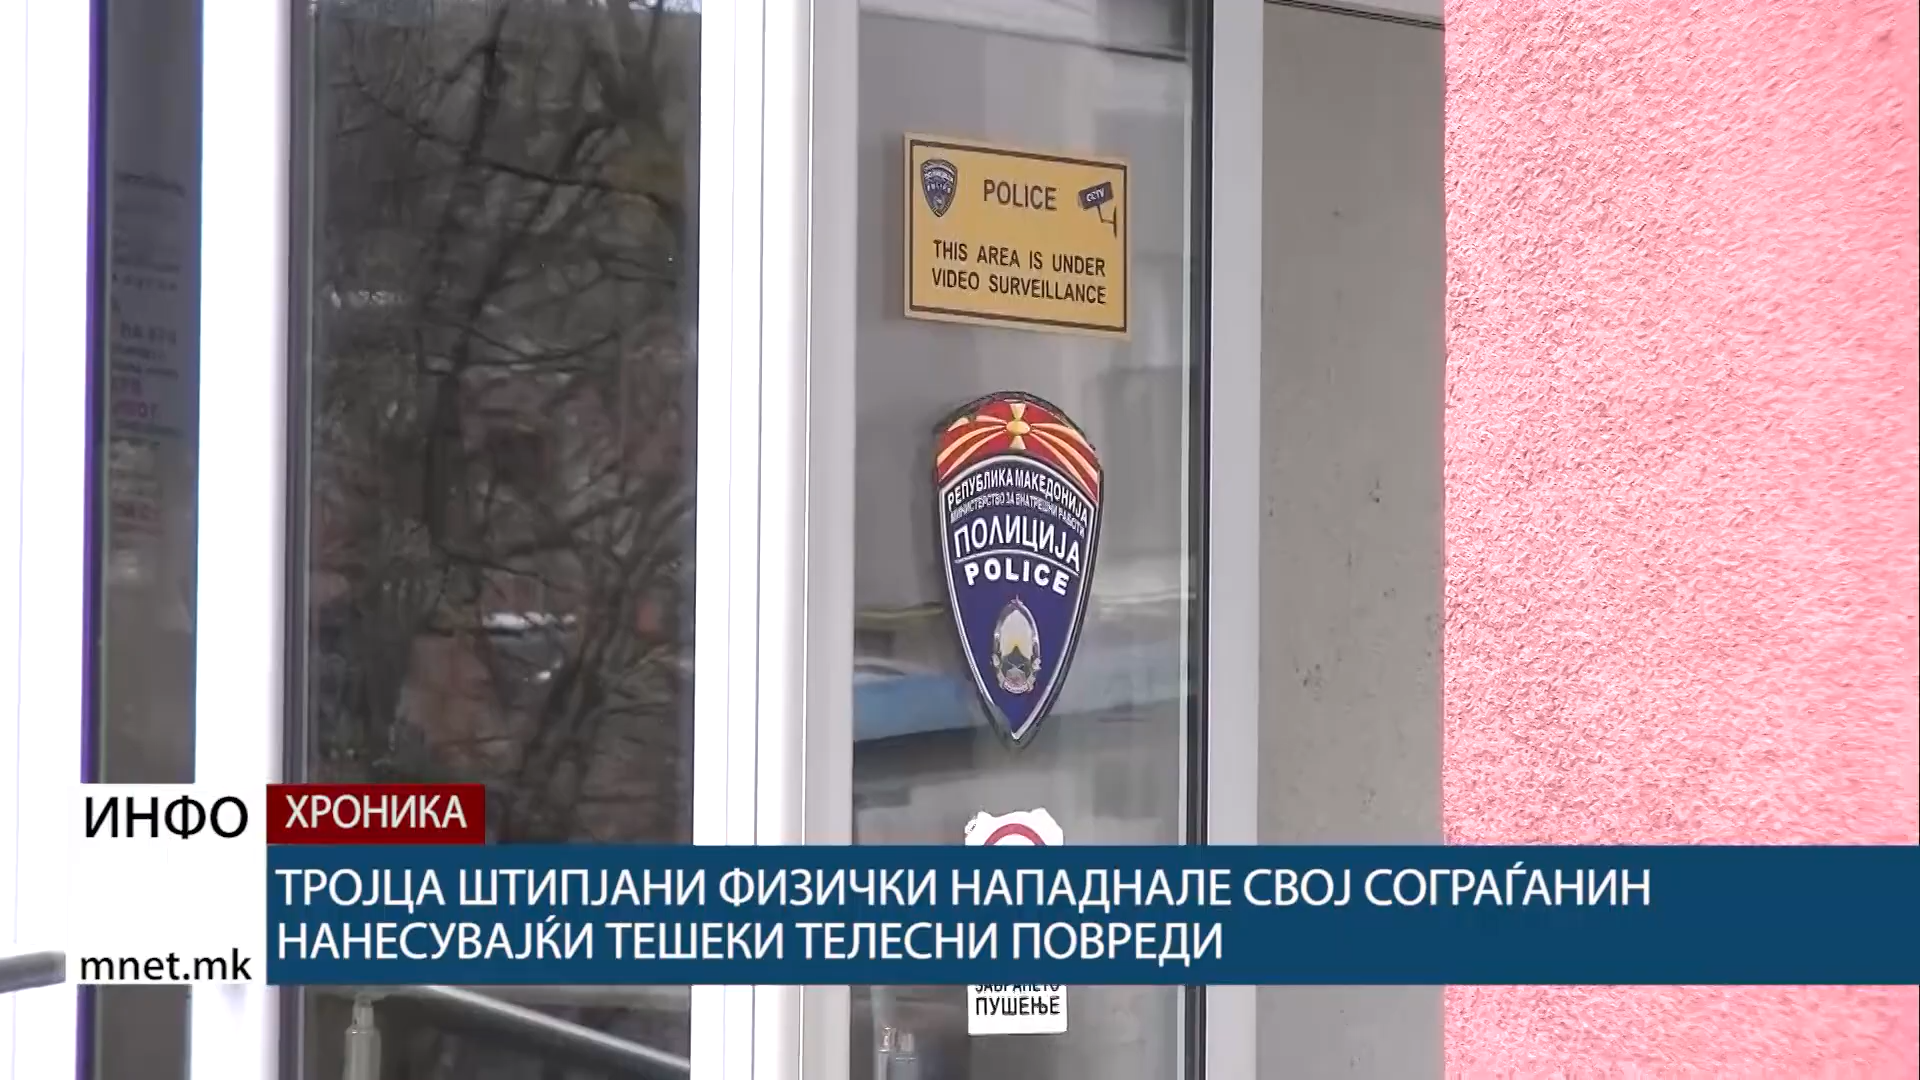 POLICE
CCTV
THIS AREA IS UNDER
VIDEO SURVEILLANCE
РЕПУБЛИКА МАКЕДОНИЈА
МИНИСТЕРСТВО ЗА ВНАТРЕШНИ РАБОТИ
ПОЛИЦИЈА
POLICE
ИНФО
ХРОНИКА
ТРОЈЦА ШТИПЈАНИ ФИЗИЧКИ НАПАДНАЛЕ СВОЈ СОГРАЃАНИН
НАНЕСУВАЈЌИ ТЕШЕКИ ТЕЛЕСНИ ПОВРЕДИ
mnet.mk
ЗАБРАНЕТО
ПУШЕЊЕ